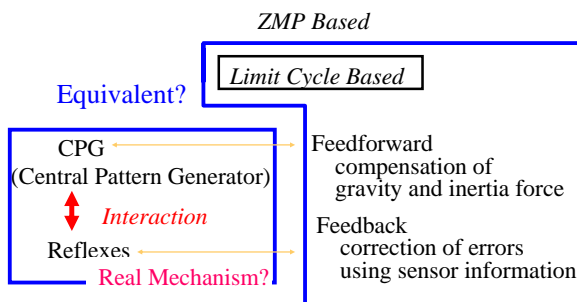 ZMP Based
Limit Cycle Based
Equivalent?
CPG
(Central Pattern Generator)
Interaction
Reflexes
Real Mechanism?
Feedforward
compensation of
gravity and inertia force
Feedback
correction of errors
using sensor information